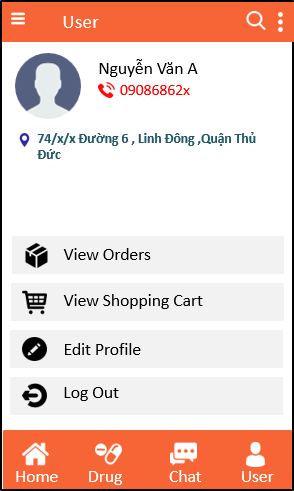 User
Nguyễn Văn A
09086862x
74/x/x Đường 6 , Linh Đông ,Quận Thủ
Đức
View Orders
View Shopping Cart
Edit Profile
Log Out
Home Drug Chat User